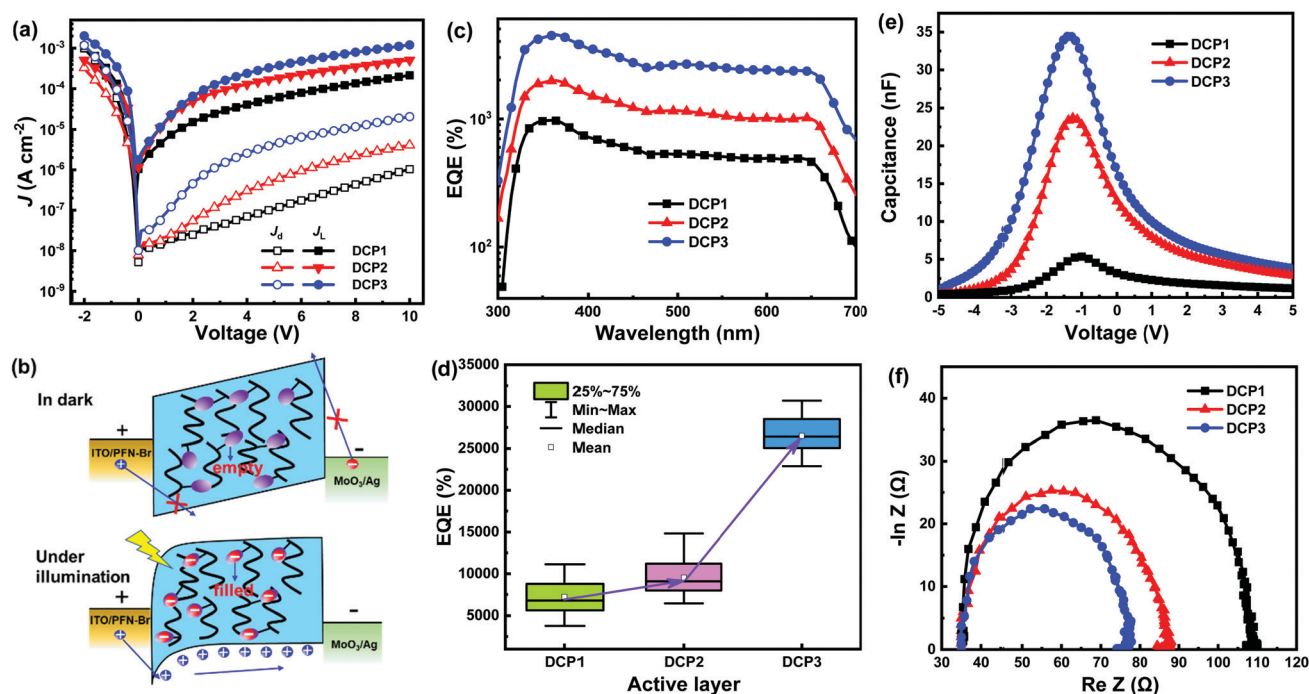 (a)
J (A cm⁻²)
10⁻³
10⁻⁴
10⁻⁵
10⁻⁶
10⁻⁷
10⁻⁸
10⁻⁹
Jd JL
DCP1
DCP2
DCP3
-2 0 2 4 6 8 10
Voltage (V)
(b)
In dark
+
ITO/PFN-Br
+
empty
-
MoO₃/Ag
Under
illumination
+
ITO/PFN-Br
+
filled
-
MoO₃/Ag
(c)
EQE (%)
10³
10²
DCP1
DCP2
DCP3
300 400 500 600 700
Wavelength (nm)
(d)
EQE (%)
35000
30000
25000
20000
15000
10000
5000
0
25%~75%
Min~Max
Median
Mean
DCP1 DCP2 DCP3
Active layer
(e)
Capcitance (nF)
35
30
25
20
15
10
5
0
DCP1
DCP2
DCP3
-5 -4 -3 -2 -1 0 1 2 3 4 5
Voltage (V)
(f)
-In Z (Ω)
40
30
20
10
0
DCP1
DCP2
DCP3
30 40 50 60 70 80 90 100 110 120
Re Z (Ω)